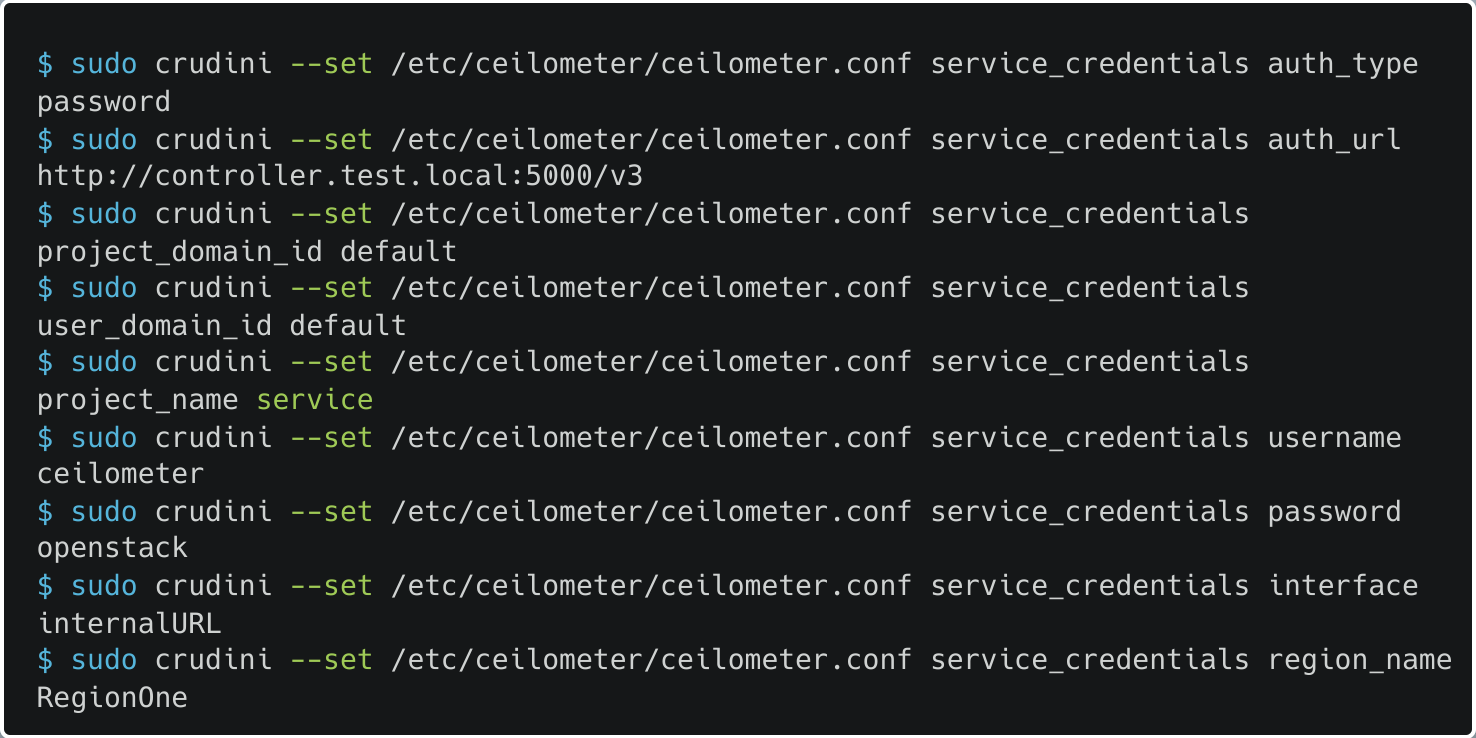 $ sudo crudini --set /etc/ceilometer/ceilometer.conf service_credentials auth_type
password
$ sudo crudini --set /etc/ceilometer/ceilometer.conf service_credentials auth_url
http://controller.test.local:5000/v3
$ sudo crudini --set /etc/ceilometer/ceilometer.conf service_credentials
project_domain_id default
$ sudo crudini --set /etc/ceilometer/ceilometer.conf service_credentials
user_domain_id default
$ sudo crudini --set /etc/ceilometer/ceilometer.conf service_credentials
project_name service
$ sudo crudini --set /etc/ceilometer/ceilometer.conf service_credentials username
ceilometer
$ sudo crudini --set /etc/ceilometer/ceilometer.conf service_credentials password
openstack
$ sudo crudini --set /etc/ceilometer/ceilometer.conf service_credentials interface
internalURL
$ sudo crudini --set /etc/ceilometer/ceilometer.conf service_credentials region_name
RegionOne